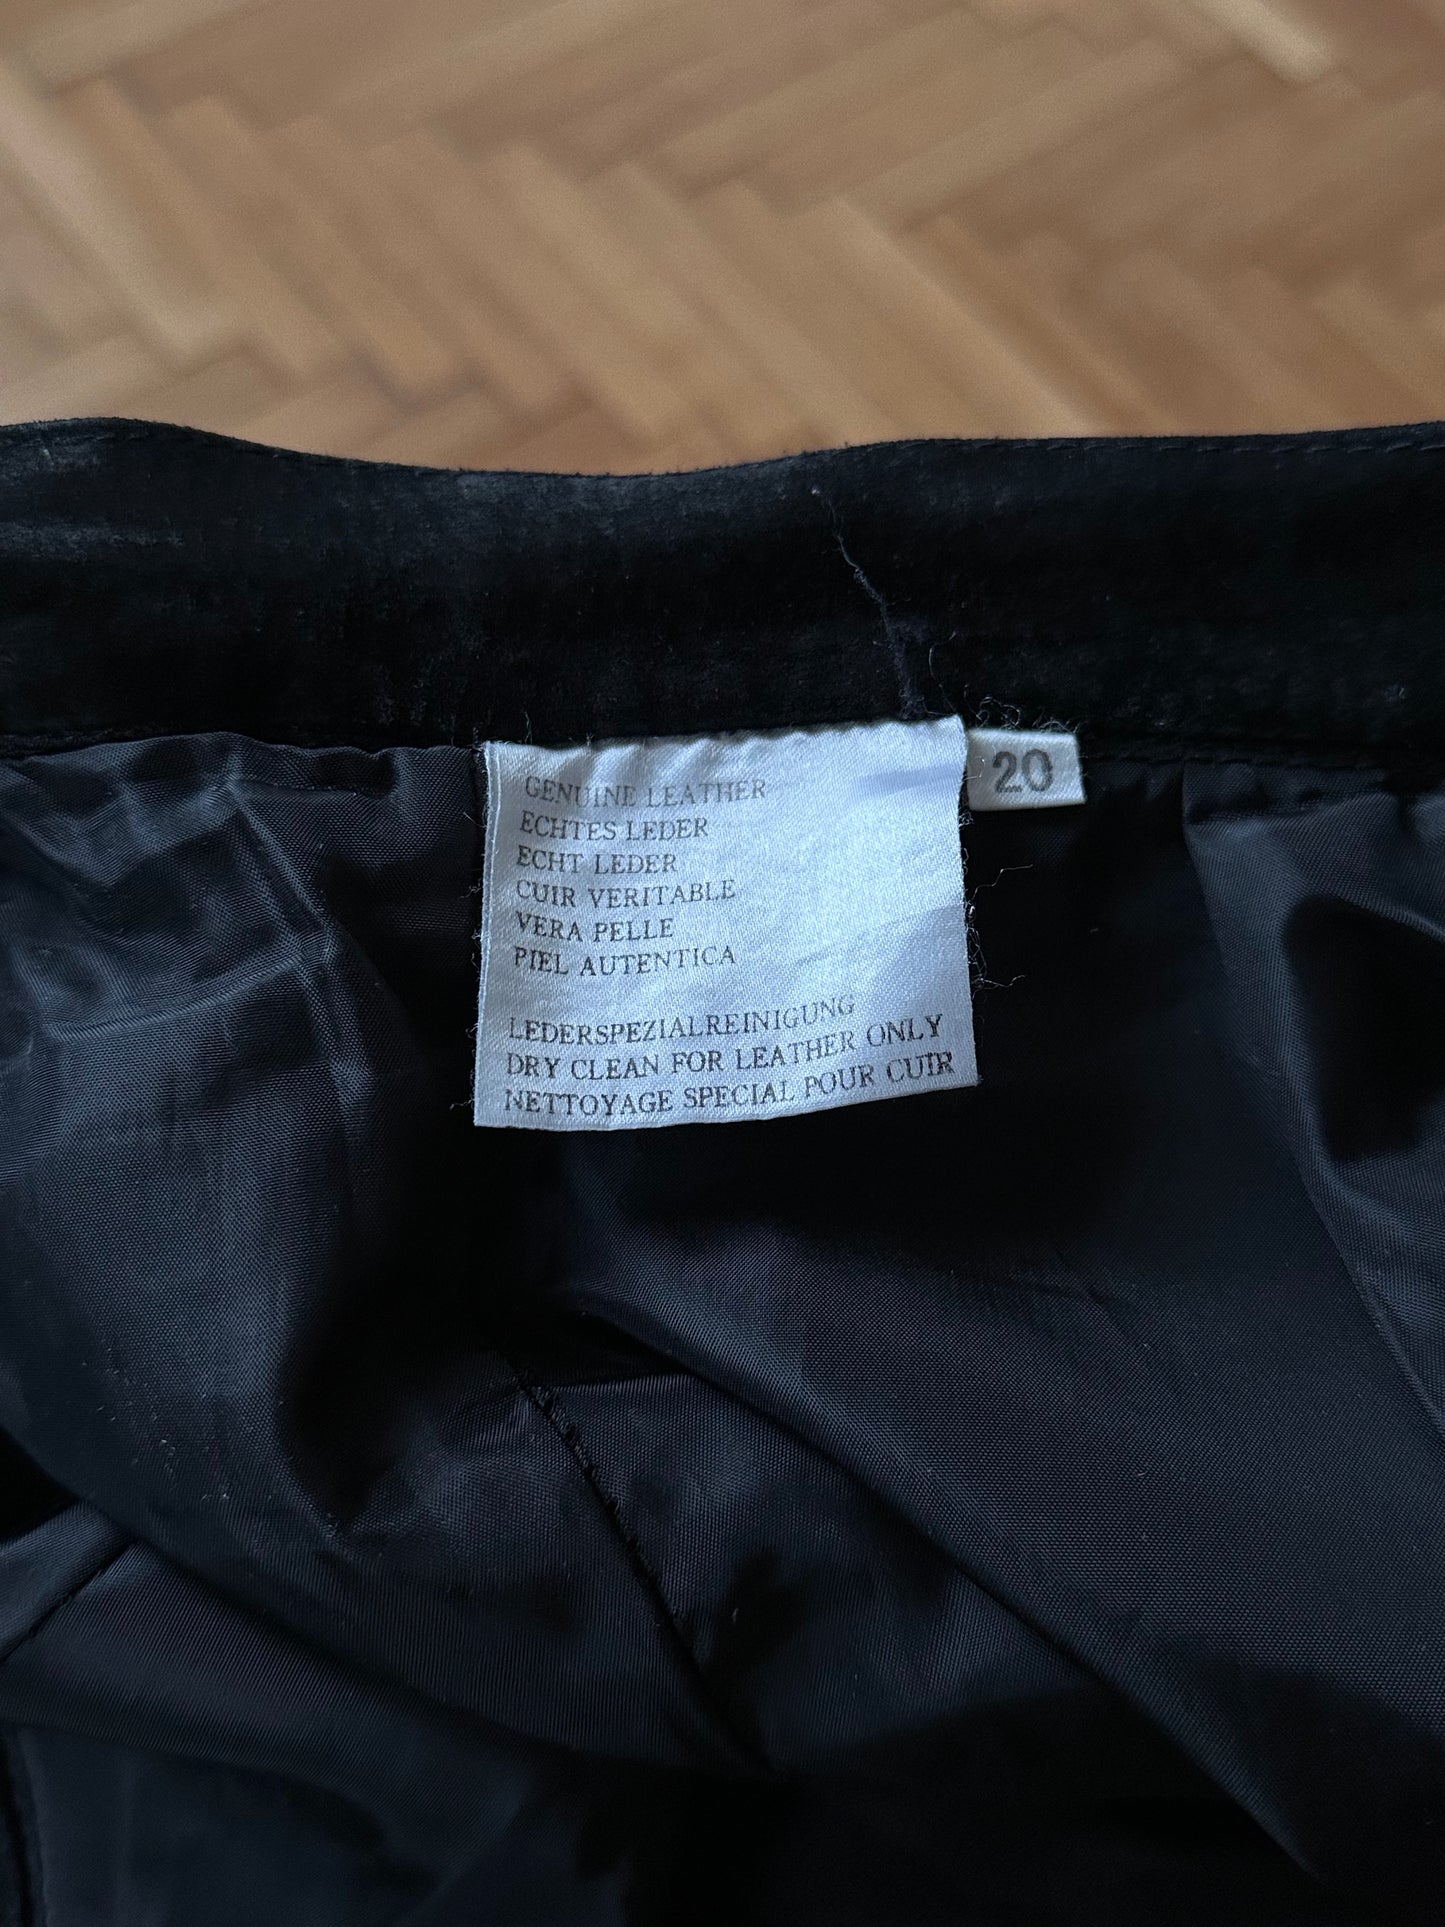 GENUINE LEATHER
ECHTES LEDER
ECHT LEDER
CUIR VERITABLE
VERA PELLE
PIEL AUTENTICA
LEDERSPEZIALREINIGUNG
DRY CLEAN FOR LEATHER ONLY
NETTOYAGE SPECIAL POUR CUIR
20